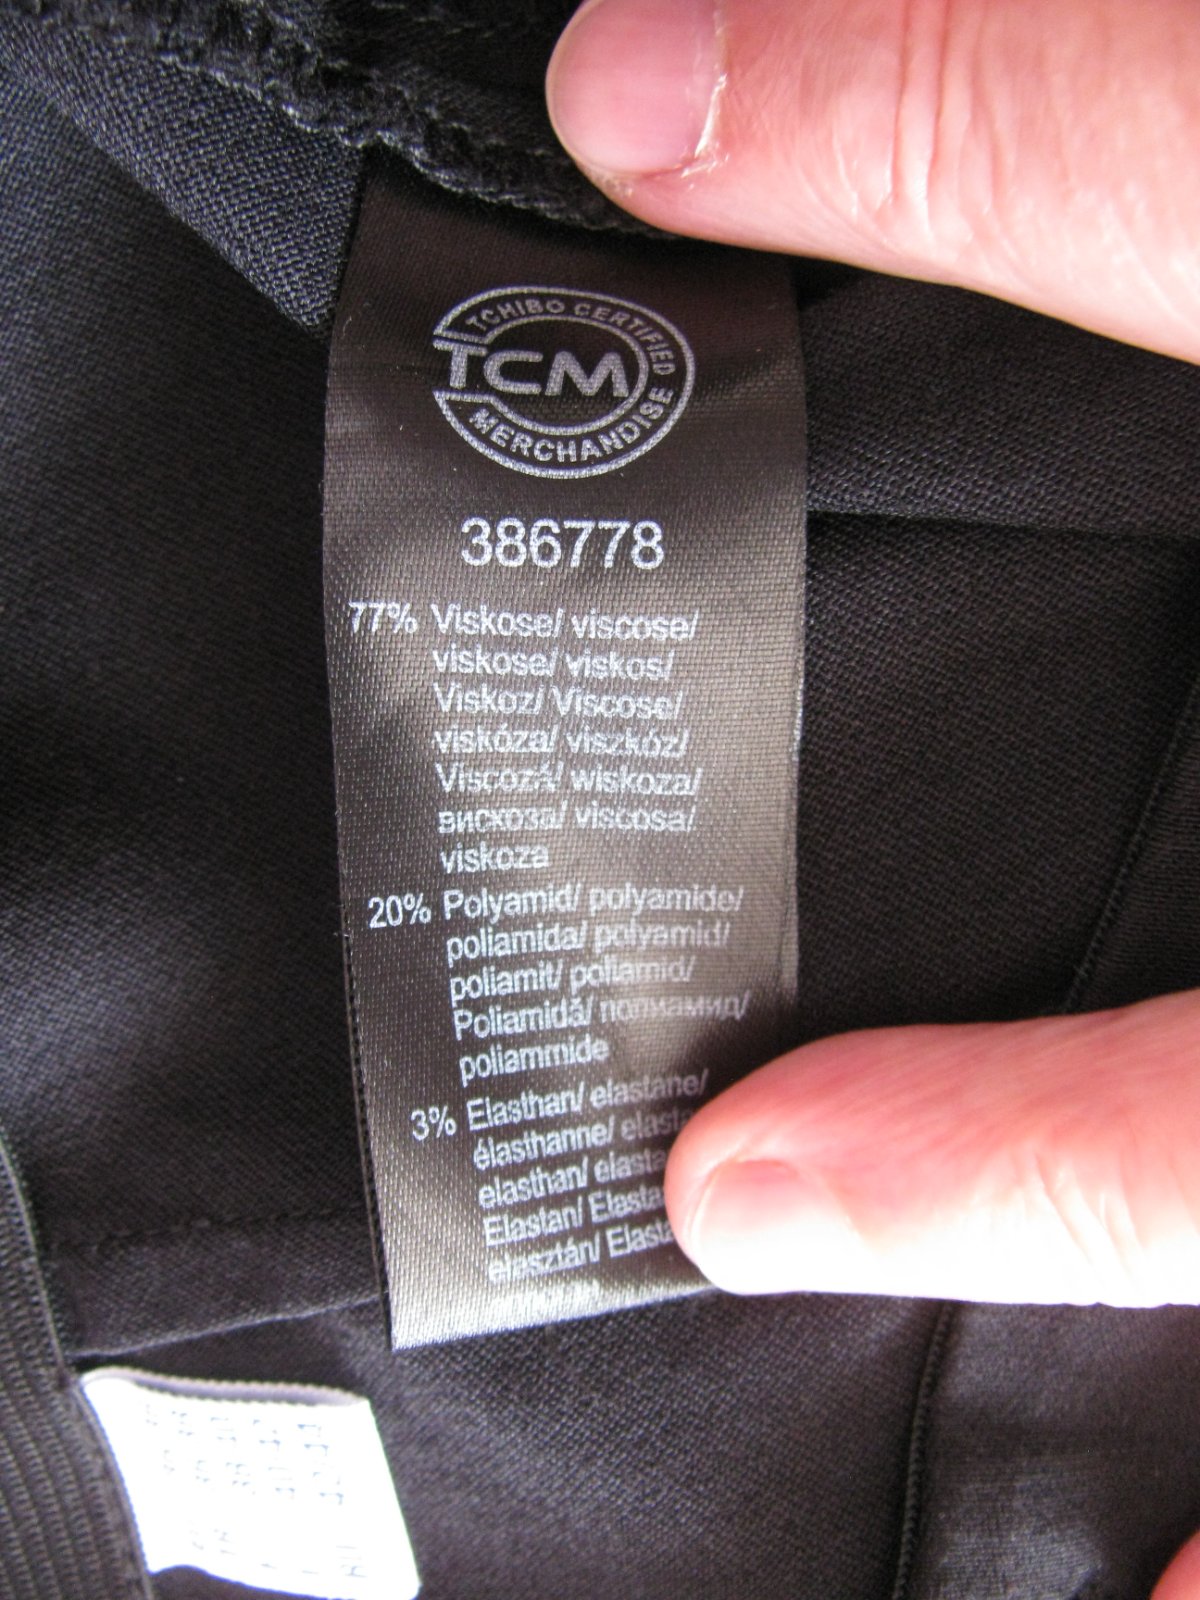 TCHIBO CERTIFIED
TCM
MERCHANDISE
386778
77% Viskose/ viscose/
viskose/ viskos/
Viskoz/ Viscose/
viskóza/ viszkóz/
Viscoză/ wiskoza/
вискоза/ viscosa/
viskoza
20% Polyamid/ polyamide/
poliamida/ polyamid/
poliamit/ poliamid/
Poliamidă/ полиамид/
poliammide
3% Elasthan/ elastane/
élasthanne/
elasthan/
Elastan/
elasztán/